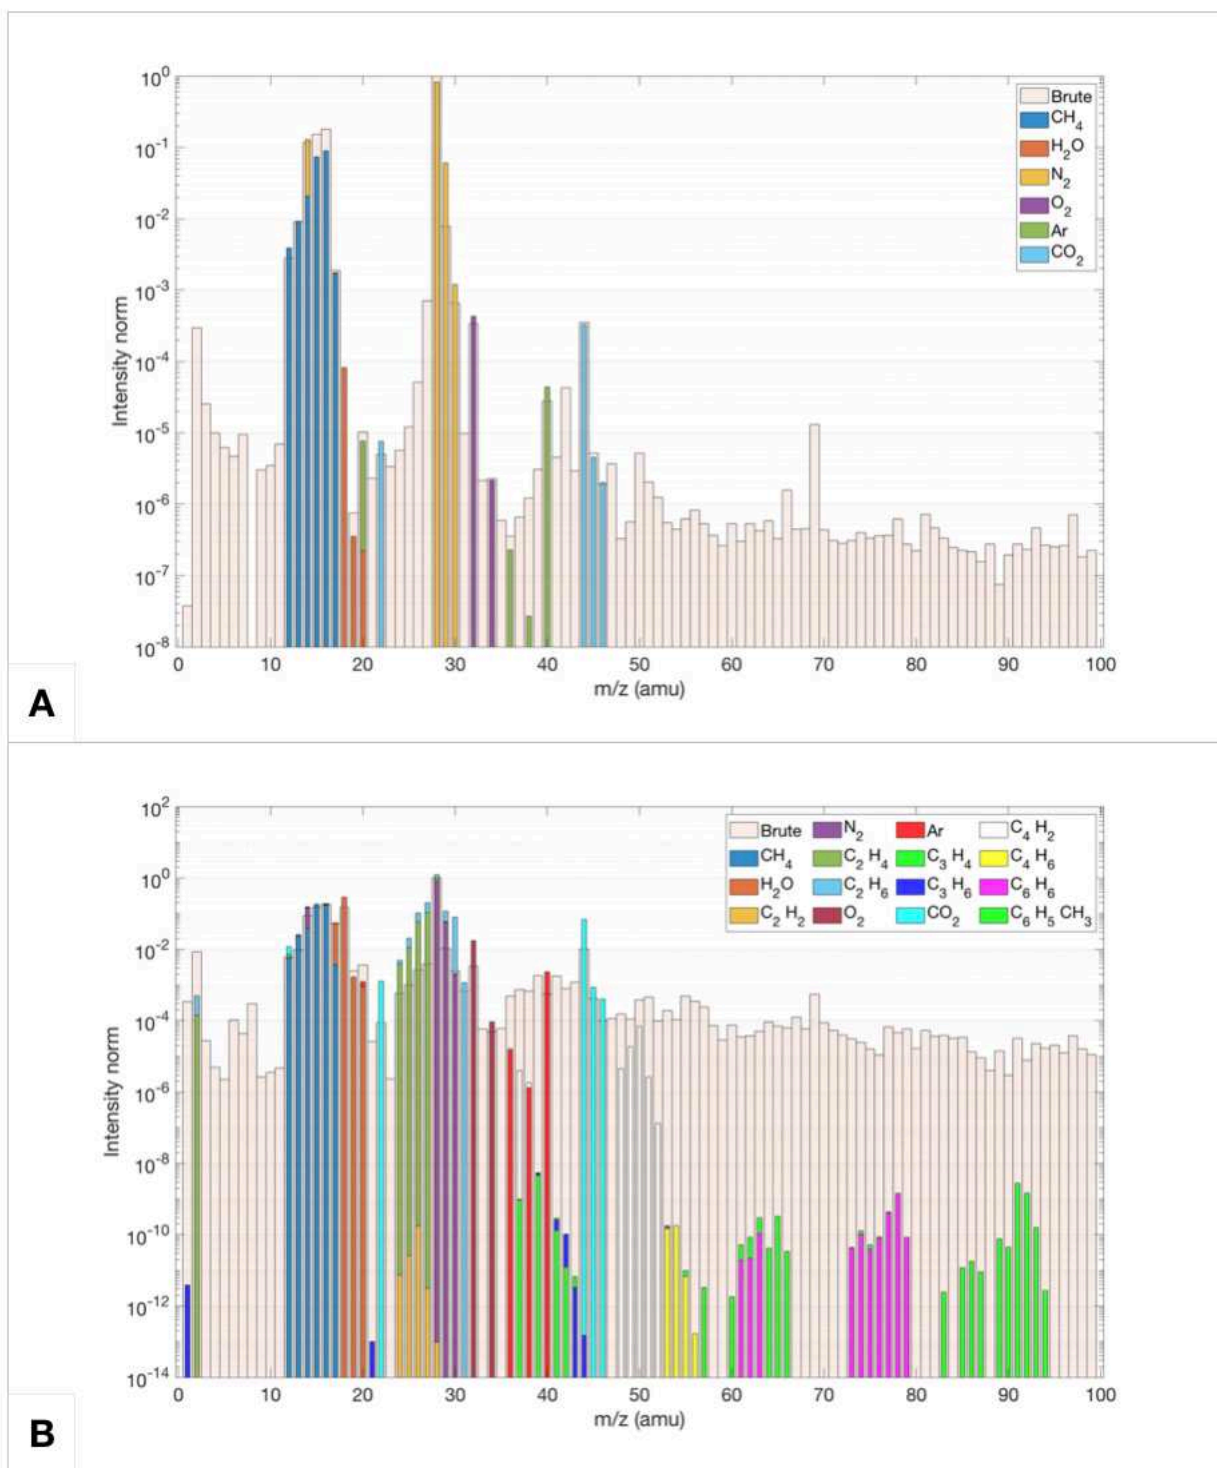 10^0
10^-1
10^-2
10^-3
10^-4
10^-5
10^-6
10^-7
10^-8
Intensity norm
0 10 20 30 40 50 60 70 80 90 100
m/z (amu)
Brute
CH4
H2O
N2
O2
Ar
CO2
A
10^2
10^0
10^-2
10^-4
10^-6
10^-8
10^-10
10^-12
10^-14
Intensity norm
0 10 20 30 40 50 60 70 80 90 100
m/z (amu)
Brute N2 Ar C4 H2
CH4 C2 H4 C3 H4 C4 H6
H2O C2 H6 C3 H6 C6 H6
C2 H2 O2 CO2 C6 H5 CH3
B